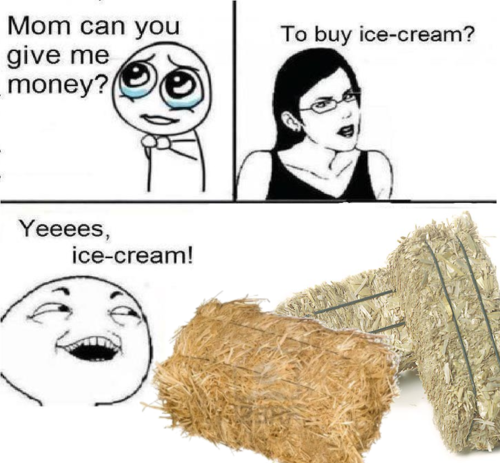 Mom can you
give me
money?
To buy ice-cream?
Yeeees,
ice-cream!